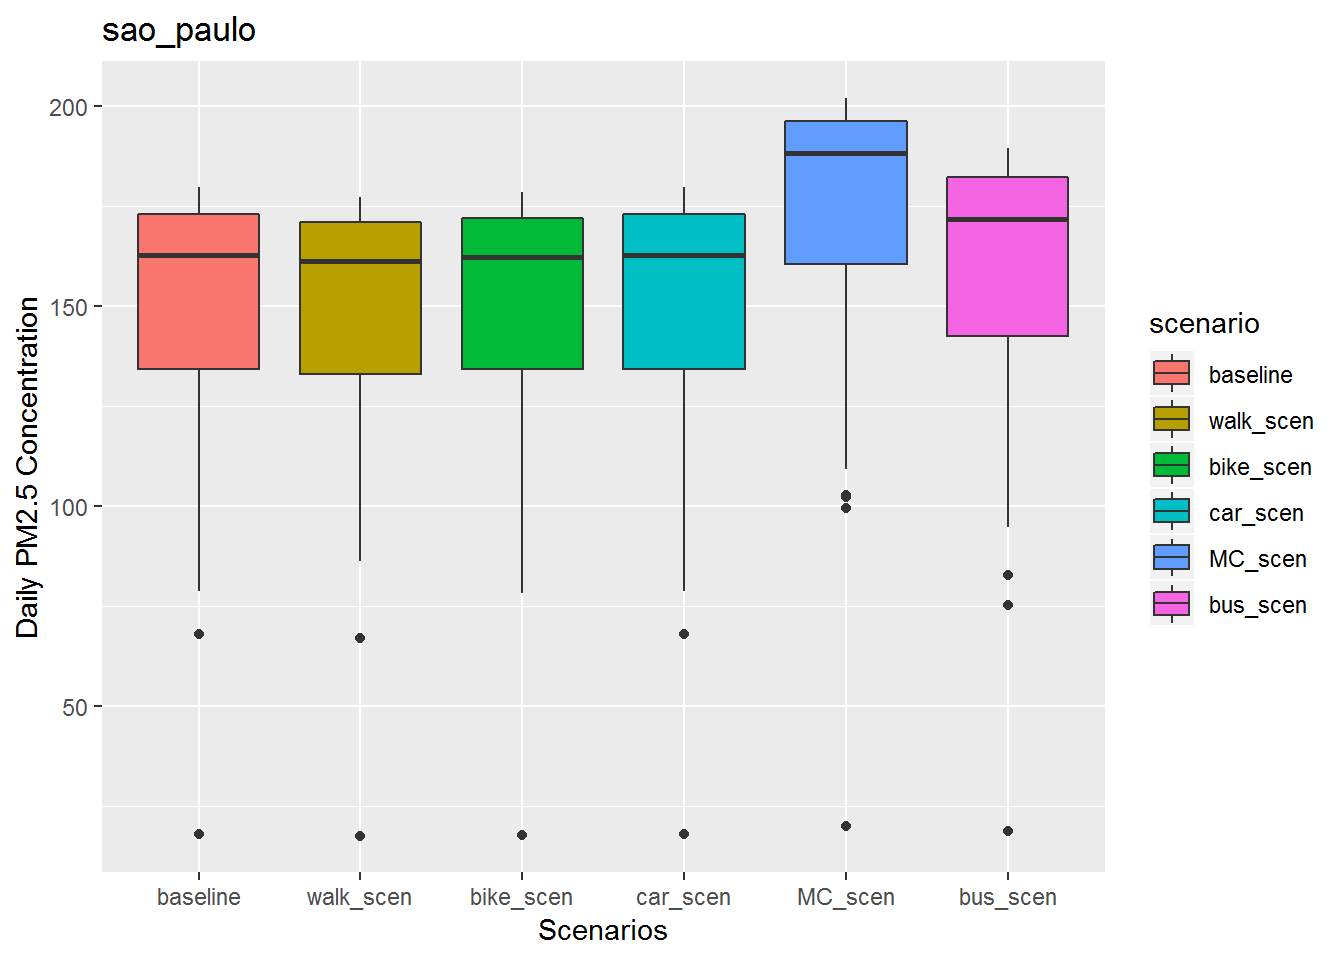 sao_paulo
Daily PM2.5 Concentration
200
150
100
50
baseline
walk_scen
bike_scen
car_scen
MC_scen
bus_scen
Scenarios
scenario
baseline
walk_scen
bike_scen
car_scen
MC_scen
bus_scen